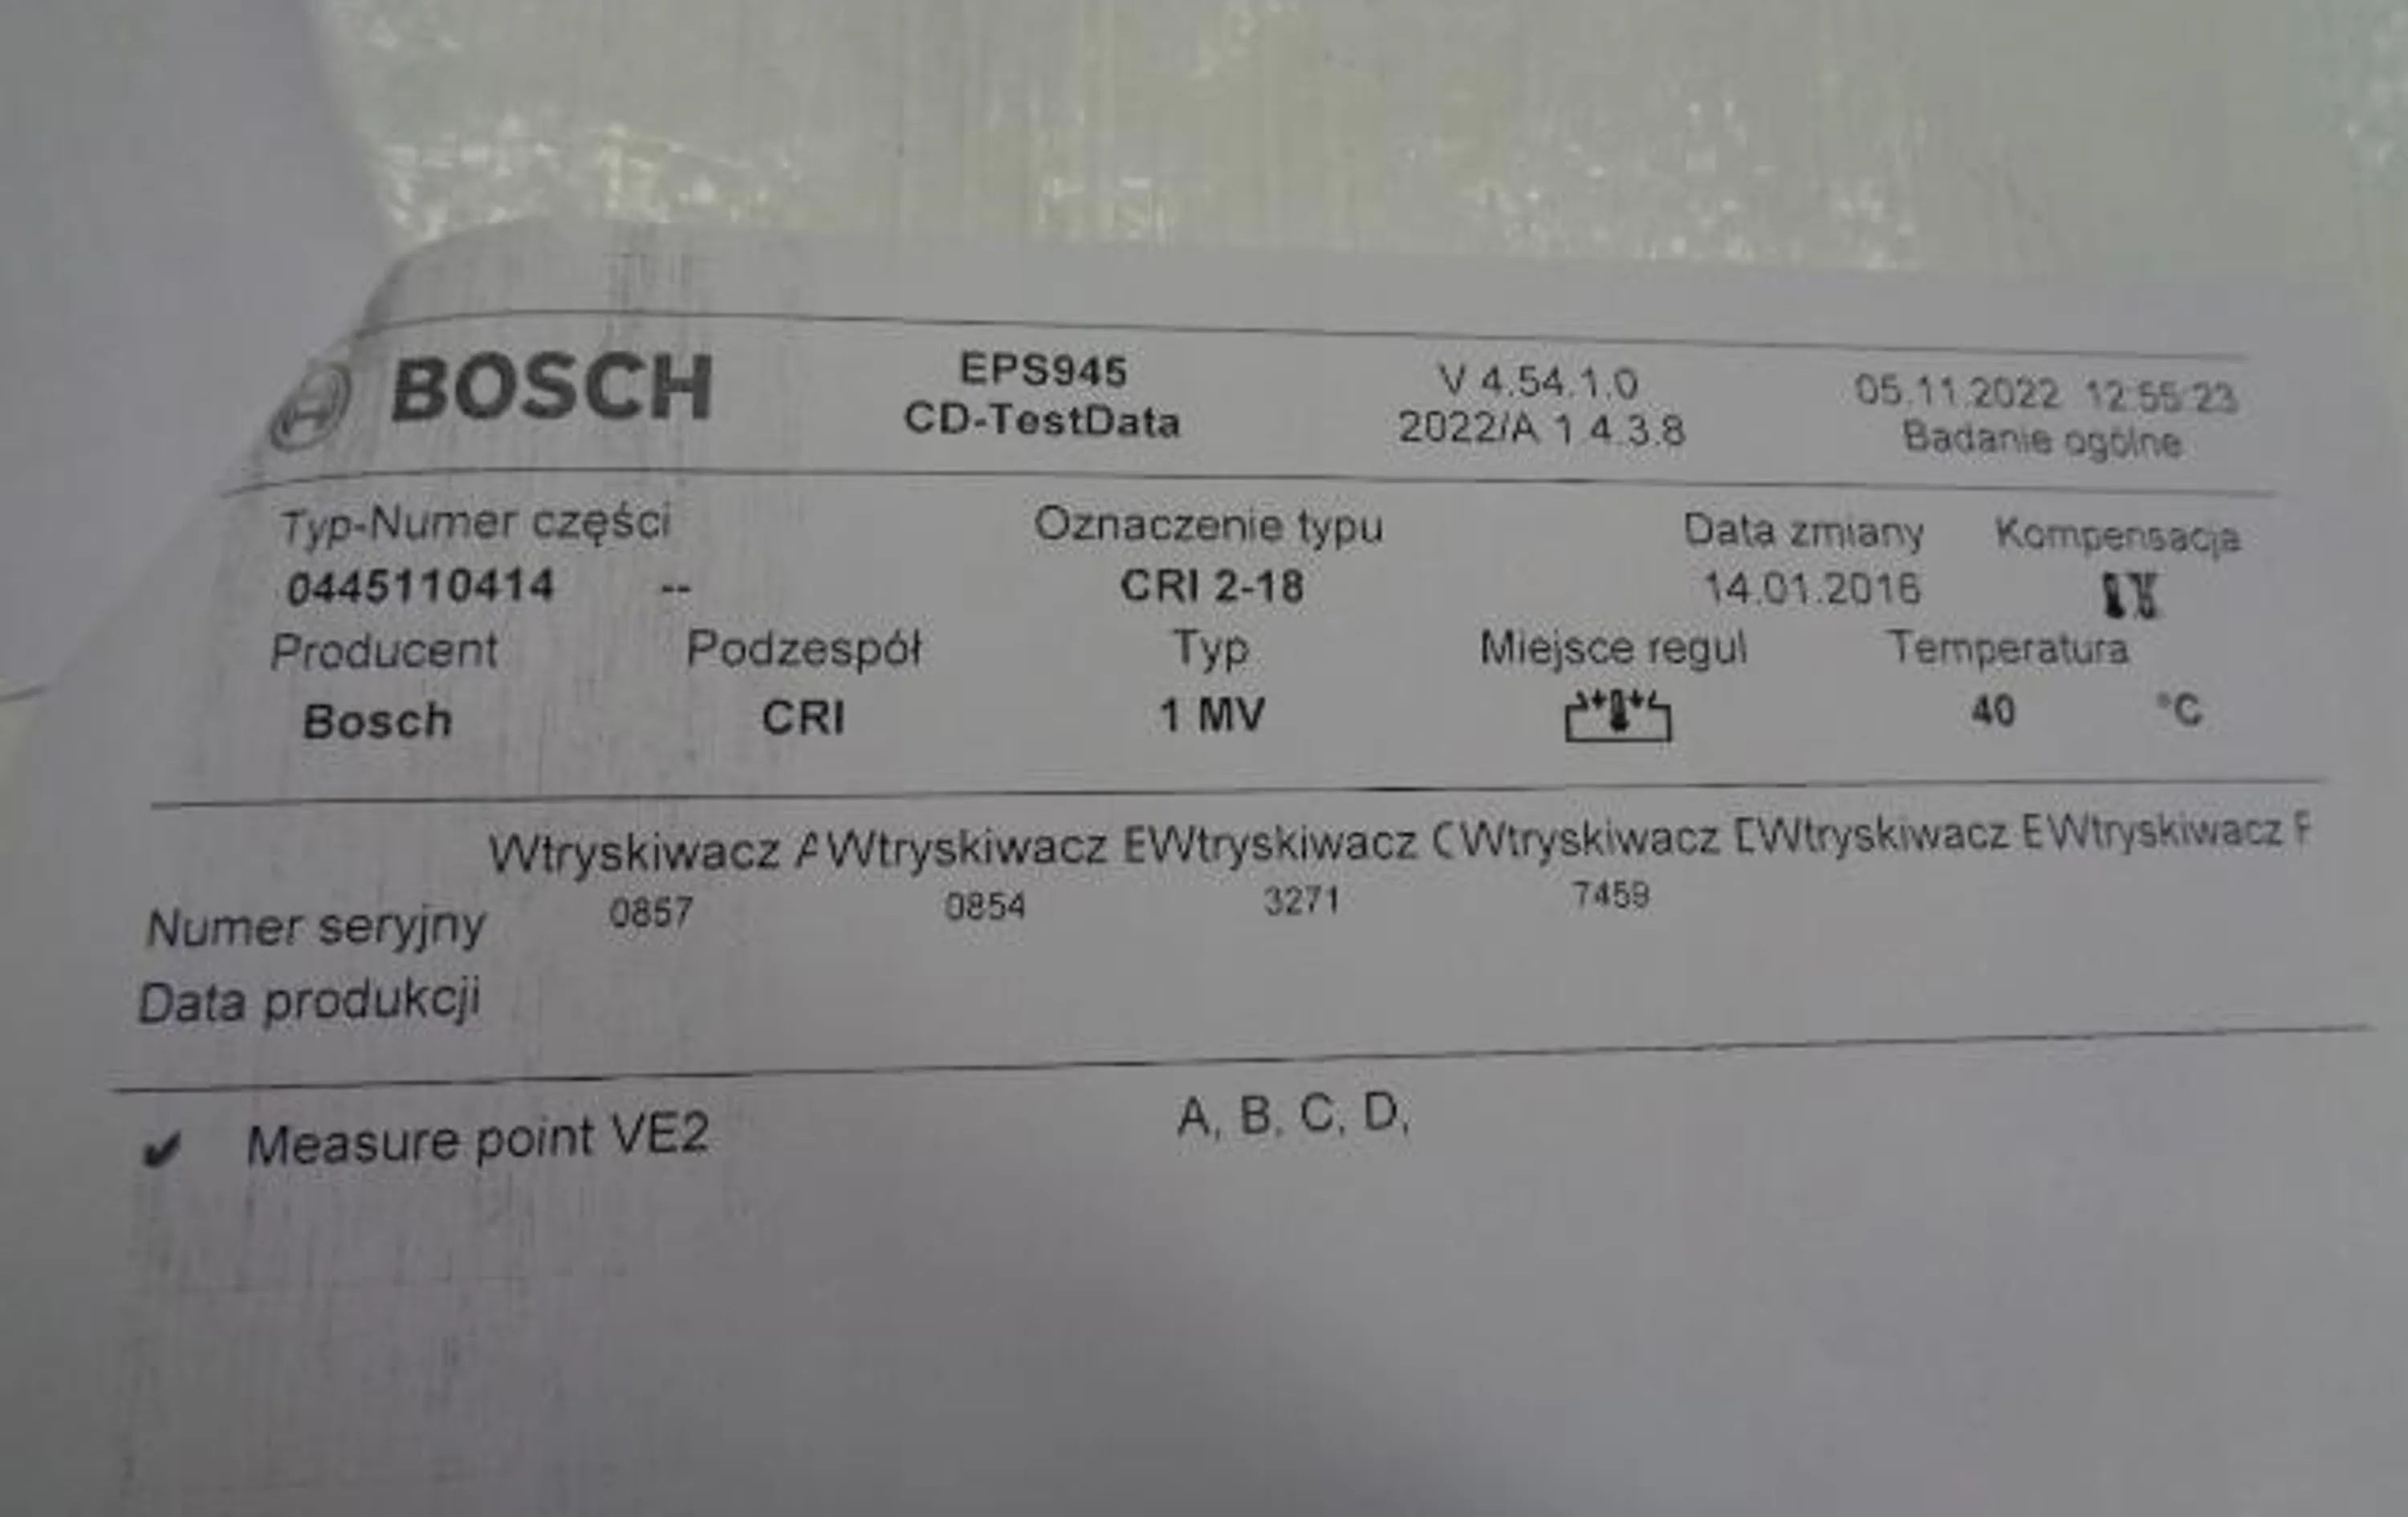 BOSCH EPS945 V 4.54.1.0 05.11.2022 12:55:23
CD-TestData 2022/A 1.4.3.8 Badanie ogólne
Typ-Numer części Oznaczenie typu Data zmiany Kompensacja
0445110414 -- CRI 2-18 14.01.2016
Producent Podzespół Typ Miejsce regul Temperatura
Bosch CRI 1 MV 40 °C
Wtryskiwacz A Wtryskiwacz E Wtryskiwacz C Wtryskiwacz D Wtryskiwacz E Wtryskiwacz F
Numer seryjny 0857 0854 3271 7459
Data produkcji
✔ Measure point VE2 A, B, C, D,